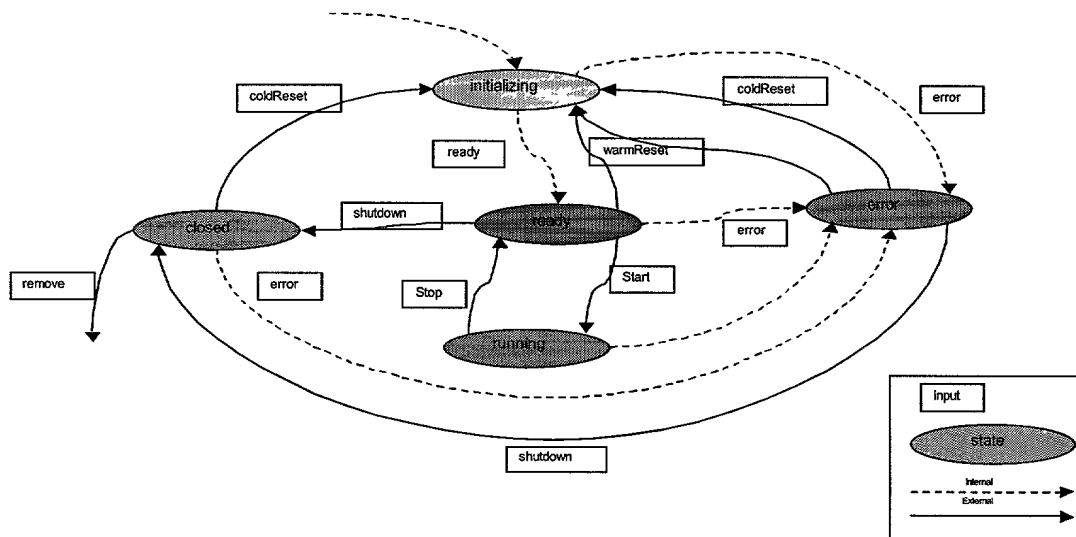 initializing
coldReset
coldReset
error
ready
warmReset
shutdown
closed
ready
error
error
remove
error
Stop
Start
running
input
state
shutdown
Internal
External